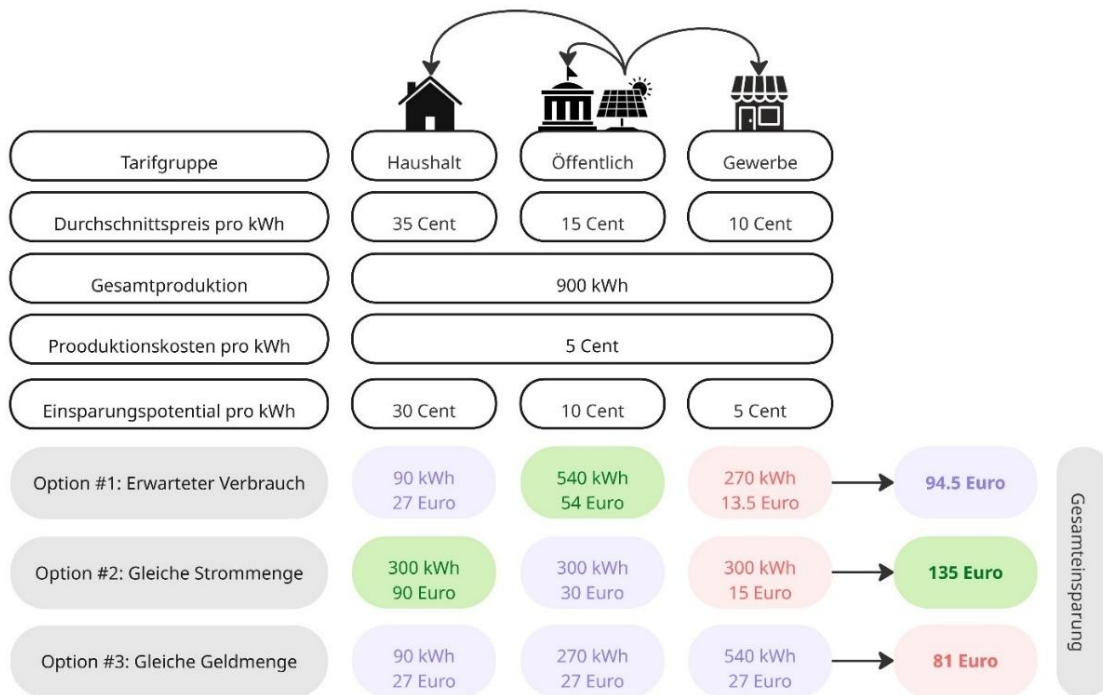 Tarifgruppe
Haushalt
Öffentlich
Gewerbe
Durchschnittspreis pro kWh
35 Cent
15 Cent
10 Cent
Gesamtproduktion
900 kWh
Prooduktionskosten pro kWh
5 Cent
Einsparungspotential pro kWh
30 Cent
10 Cent
5 Cent
Option #1: Erwarteter Verbrauch
90 kWh
27 Euro
540 kWh
54 Euro
270 kWh
13.5 Euro
94.5 Euro
Option #2: Gleiche Strommenge
300 kWh
90 Euro
300 kWh
30 Euro
300 kWh
15 Euro
135 Euro
Option #3: Gleiche Geldmenge
90 kWh
27 Euro
270 kWh
27 Euro
540 kWh
27 Euro
81 Euro
Gesamteinsparung